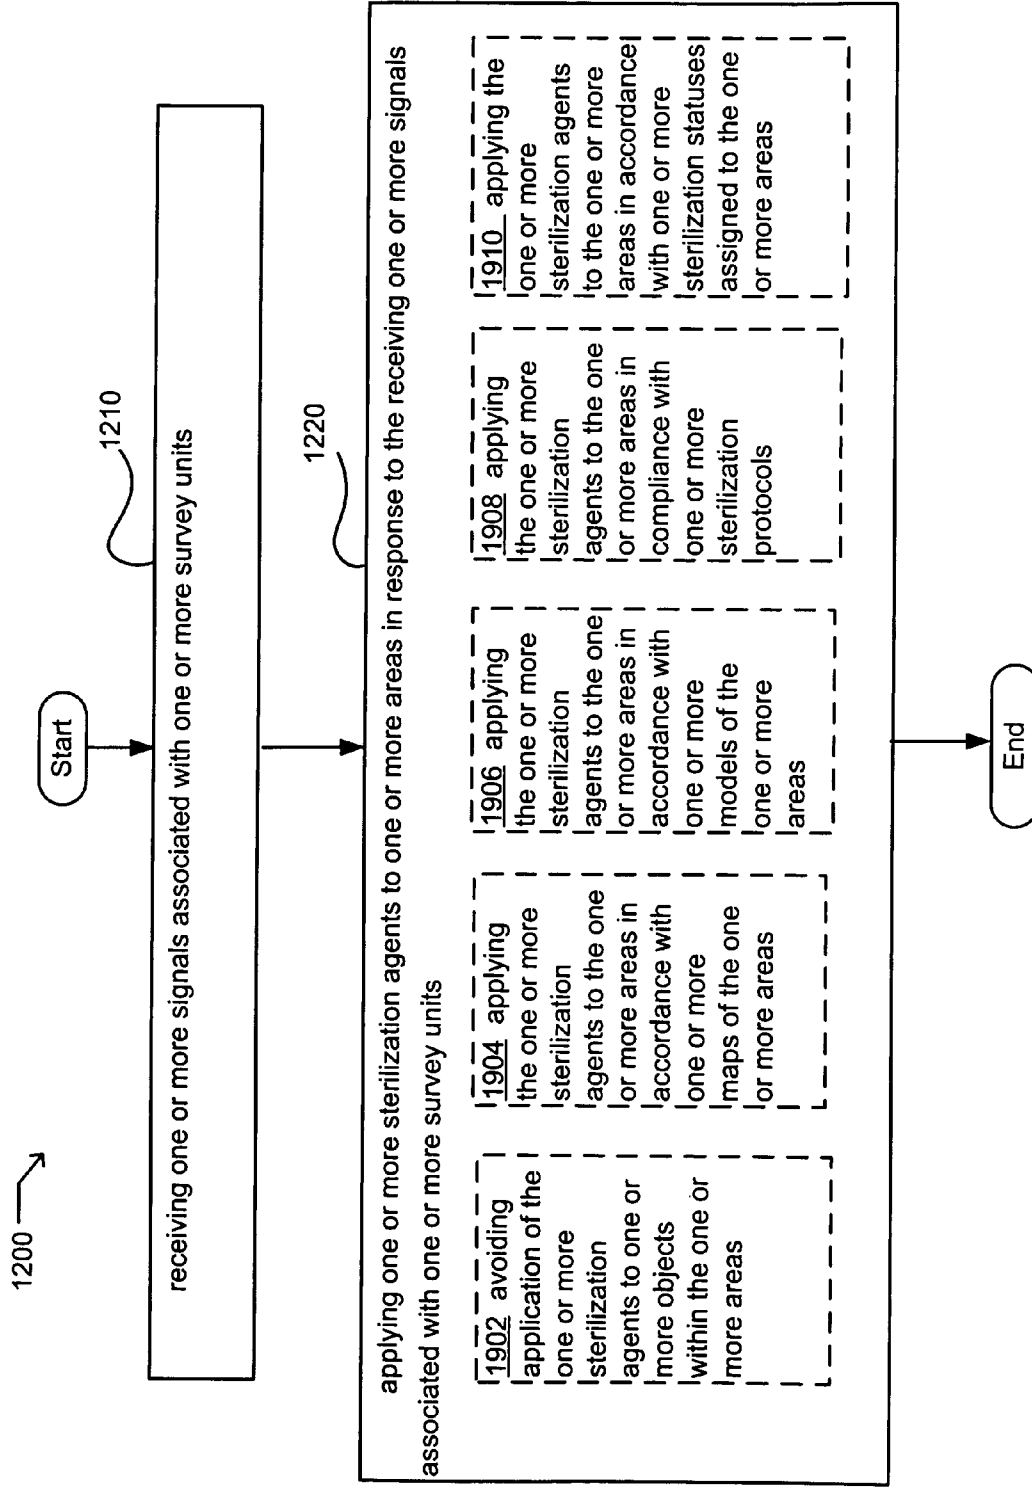 1200
Start
1210
receiving one or more signals associated with one or more survey units
1220
applying one or more sterilization agents to one or more areas in response to the receiving one or more signals
associated with one or more survey units
1902 avoiding
application of the
one or more
sterilization
agents to one or
more objects
within the one or
more areas
1904 applying
the one or more
sterilization
agents to the one
or more areas in
accordance with
one or more
maps of the one
or more areas
1906 applying
the one or more
sterilization
agents to the one
or more areas in
accordance with
one or more
models of the
one or more
areas
1908 applying
the one or more
sterilization
agents to the one
or more areas in
compliance with
one or more
sterilization
protocols
1910 applying the
one or more
sterilization agents
to the one or more
areas in accordance
with one or more
sterilization statuses
assigned to the one
or more areas
End